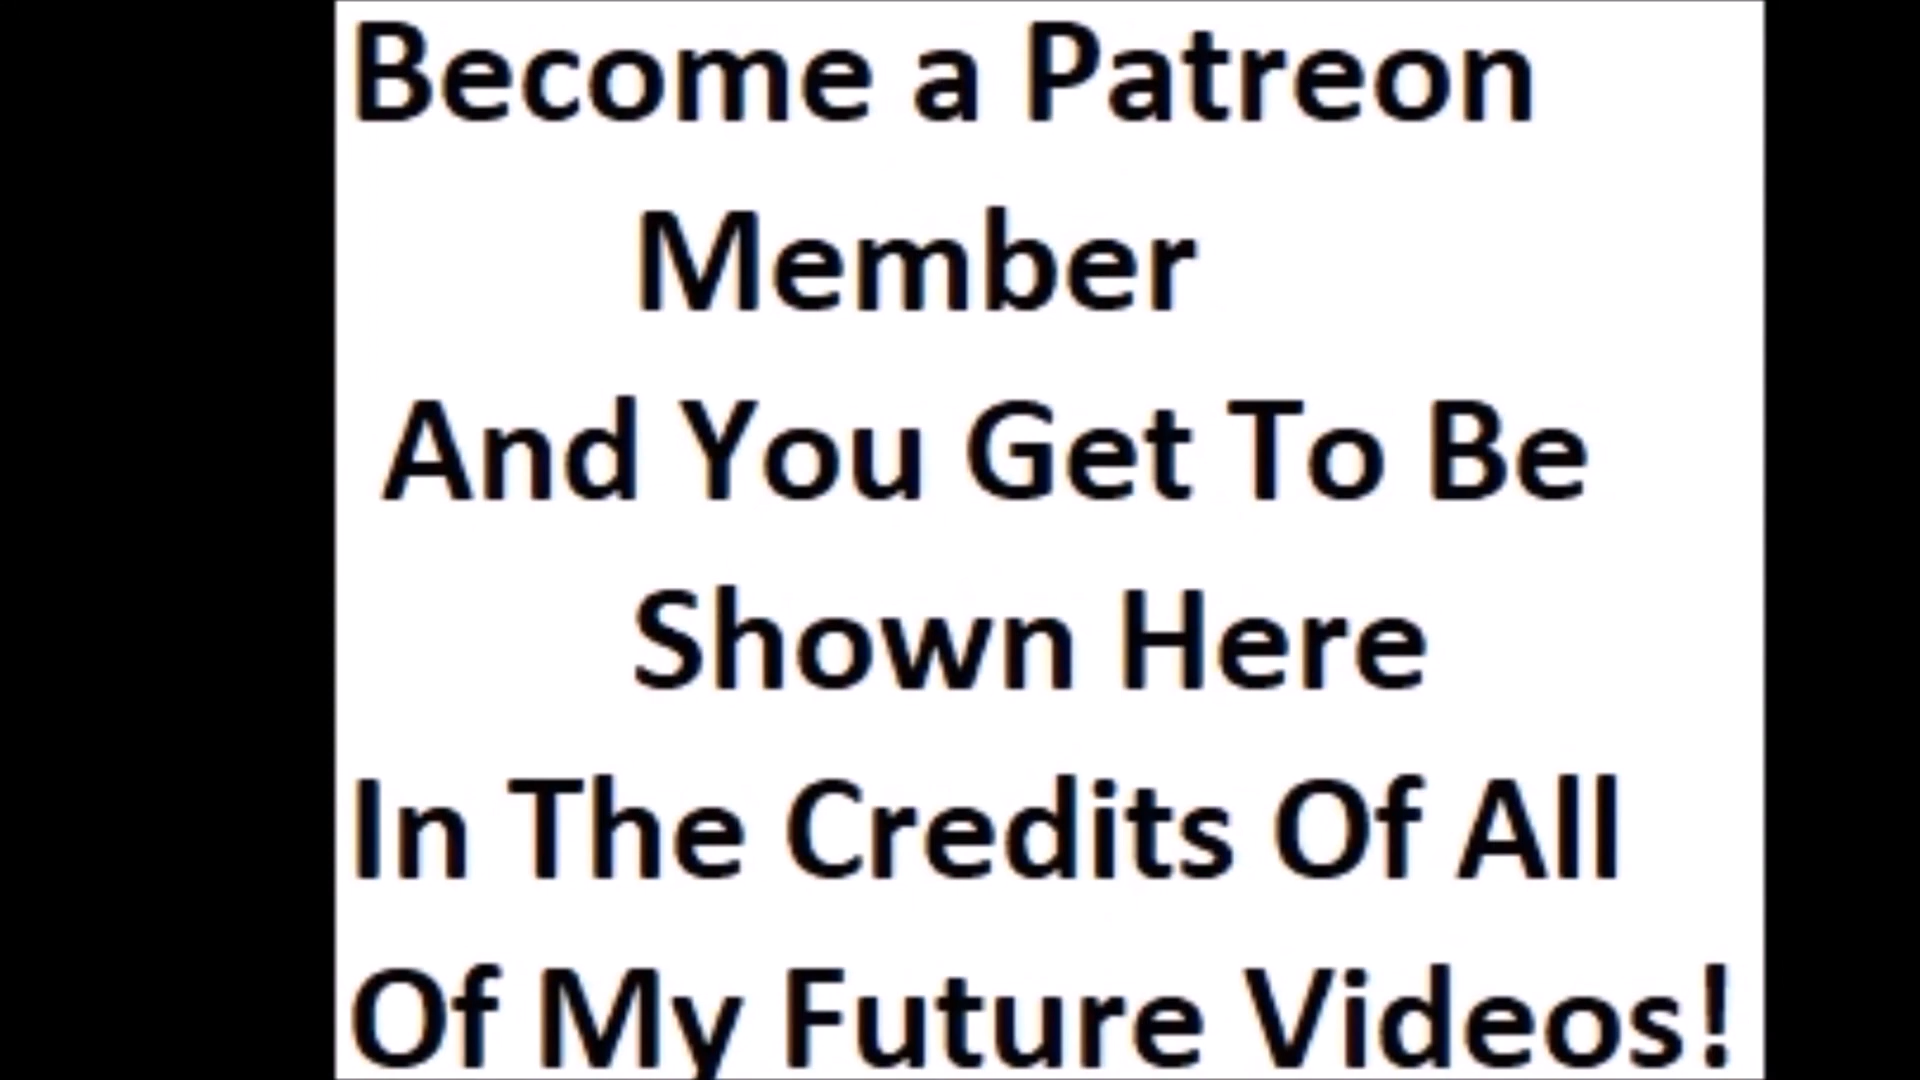 Become a Patreon
Member
And You Get To Be
Shown Here
In The Credits Of All
Of My Future Videos!